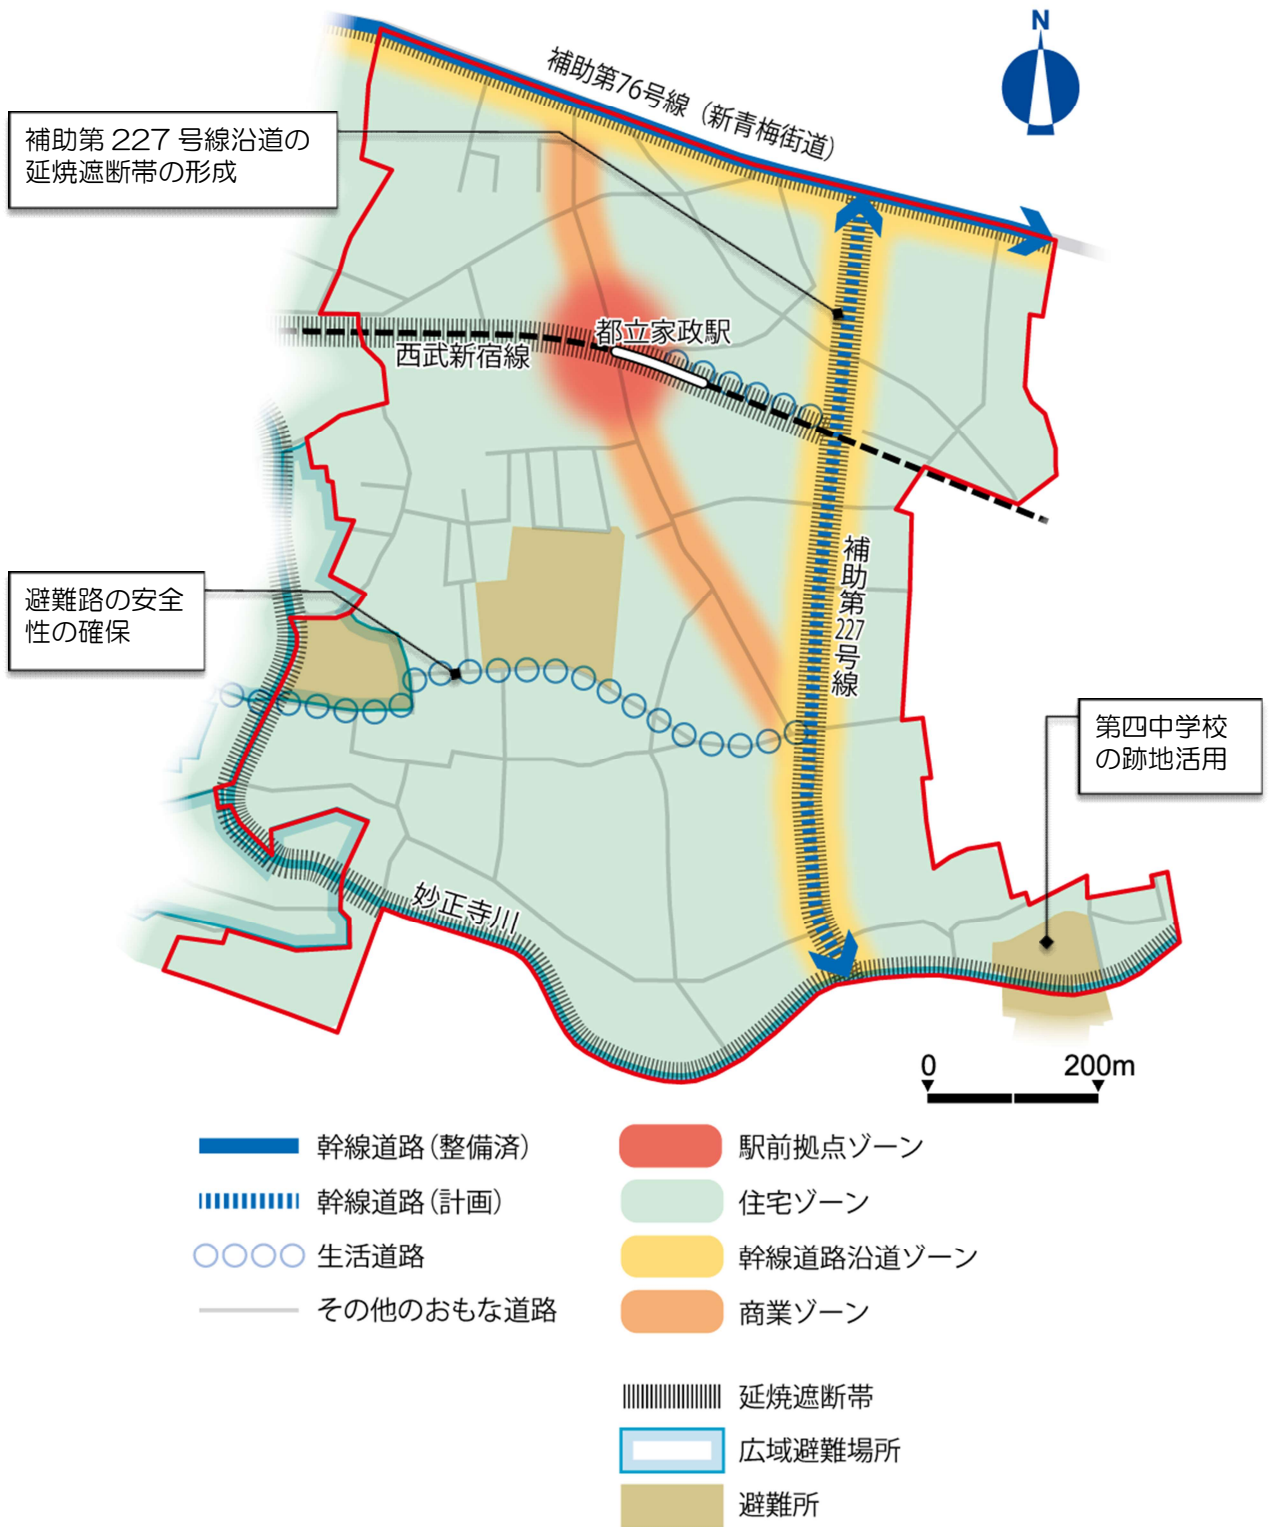 N
補助第76号線（新青梅街道）
補助第 227 号線沿道の
延焼遮断帯の形成
都立家政駅
西武新宿線
補助第227号線
避難路の安全
性の確保
第四中学校
の跡地活用
妙正寺川
0 200m
幹線道路（整備済）
幹線道路（計画）
生活道路
その他のおもな道路
駅前拠点ゾーン
住宅ゾーン
幹線道路沿道ゾーン
商業ゾーン
延焼遮断帯
広域避難場所
避難所